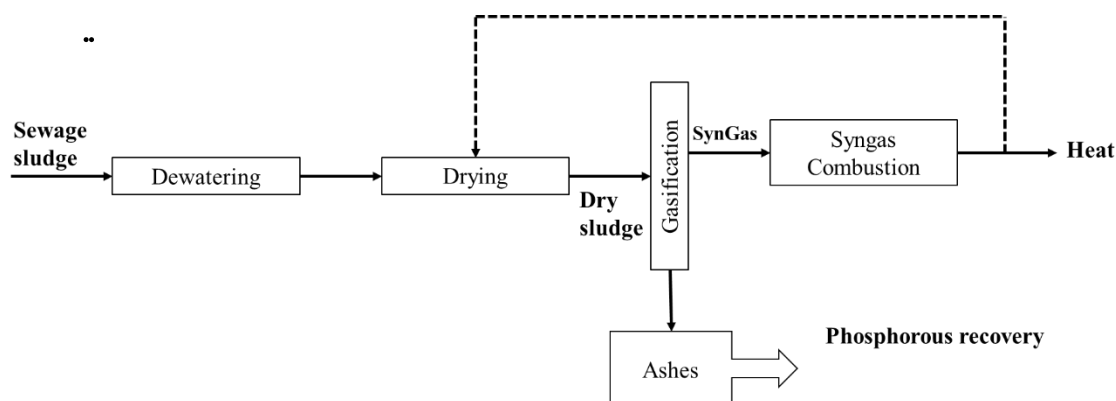 Sewage
sludge
Dewatering
Drying
Dry
sludge
Gasification
SynGas
Syngas
Combustion
Heat
Ashes
Phosphorous recovery